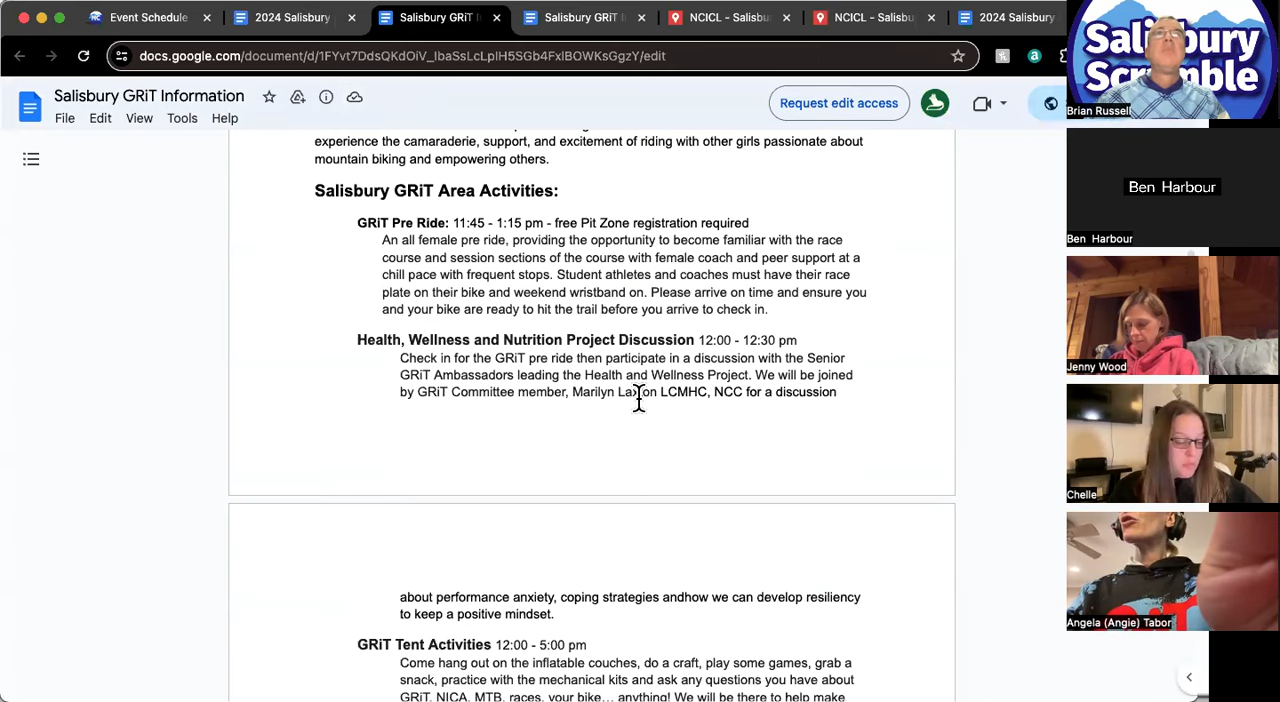 Event Schedule
2024 Salisbury
Salisbury GRiT I
Salisbury GRiT I
NCICL - Salisbu
NCICL - Salisbu
2024 Salisbury
docs.google.com/document/d/1FYvt7DdsQKdOiV_IbaSsLcLplH5SGb4FxlBOWKsGgzY/edit
Salisbury GRiT Information
File Edit View Tools Help
Request edit access
experience the camaraderie, support, and excitement of riding with other girls passionate about
mountain biking and empowering others.
Salisbury GRiT Area Activities:
GRiT Pre Ride: 11:45 - 1:15 pm - free Pit Zone registration required
An all female pre ride, providing the opportunity to become familiar with the race
course and session sections of the course with female coach and peer support at a
chill pace with frequent stops. Student athletes and coaches must have their race
plate on their bike and weekend wristband on. Please arrive on time and ensure you
and your bike are ready to hit the trail before you arrive to check in.
Health, Wellness and Nutrition Project Discussion 12:00 - 12:30 pm
Check in for the GRiT pre ride then participate in a discussion with the Senior
GRiT Ambassadors leading the Health and Wellness Project. We will be joined
by GRiT Committee member, Marilyn Laxton LCMHC, NCC for a discussion
about performance anxiety, coping strategies andhow we can develop resiliency
to keep a positive mindset.
GRiT Tent Activities 12:00 - 5:00 pm
Come hang out on the inflatable couches, do a craft, play some games, grab a
snack, practice with the mechanical kits and ask any questions you have about
GRiT, NICA, MTB, races, your bike... anything! We will be there to help make
Salisbury
Scramble
Brian Russell
Ben Harbour
Ben Harbour
Jenny Wood
Chelle
Angela (Angie) Tabor